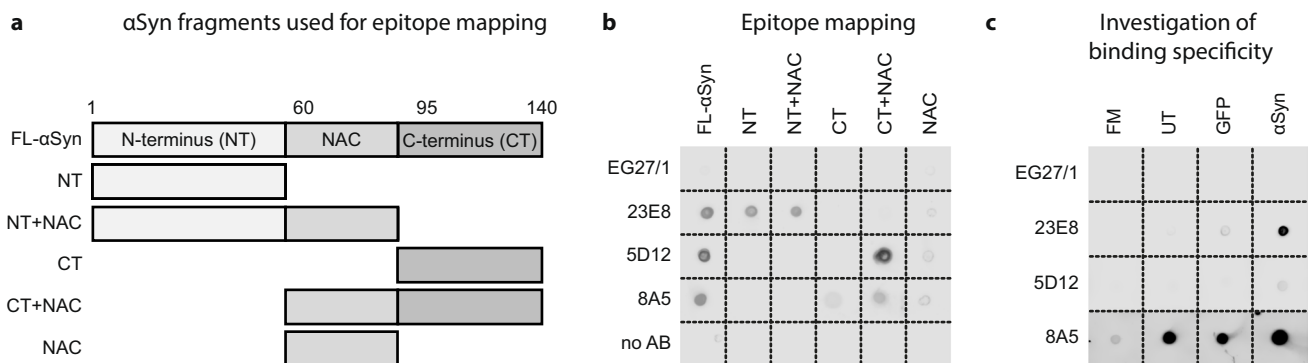 a αSyn fragments used for epitope mapping
1 60 95 140
FL-αSyn N-terminus (NT) NAC C-terminus (CT)
NT
NT+NAC
CT
CT+NAC
NAC
b Epitope mapping
FL-αSyn NT NT+NAC CT CT+NAC NAC
EG27/1
23E8
5D12
8A5
no AB
c Investigation of
binding specificity
FM UT GFP αSyn
EG27/1
23E8
5D12
8A5